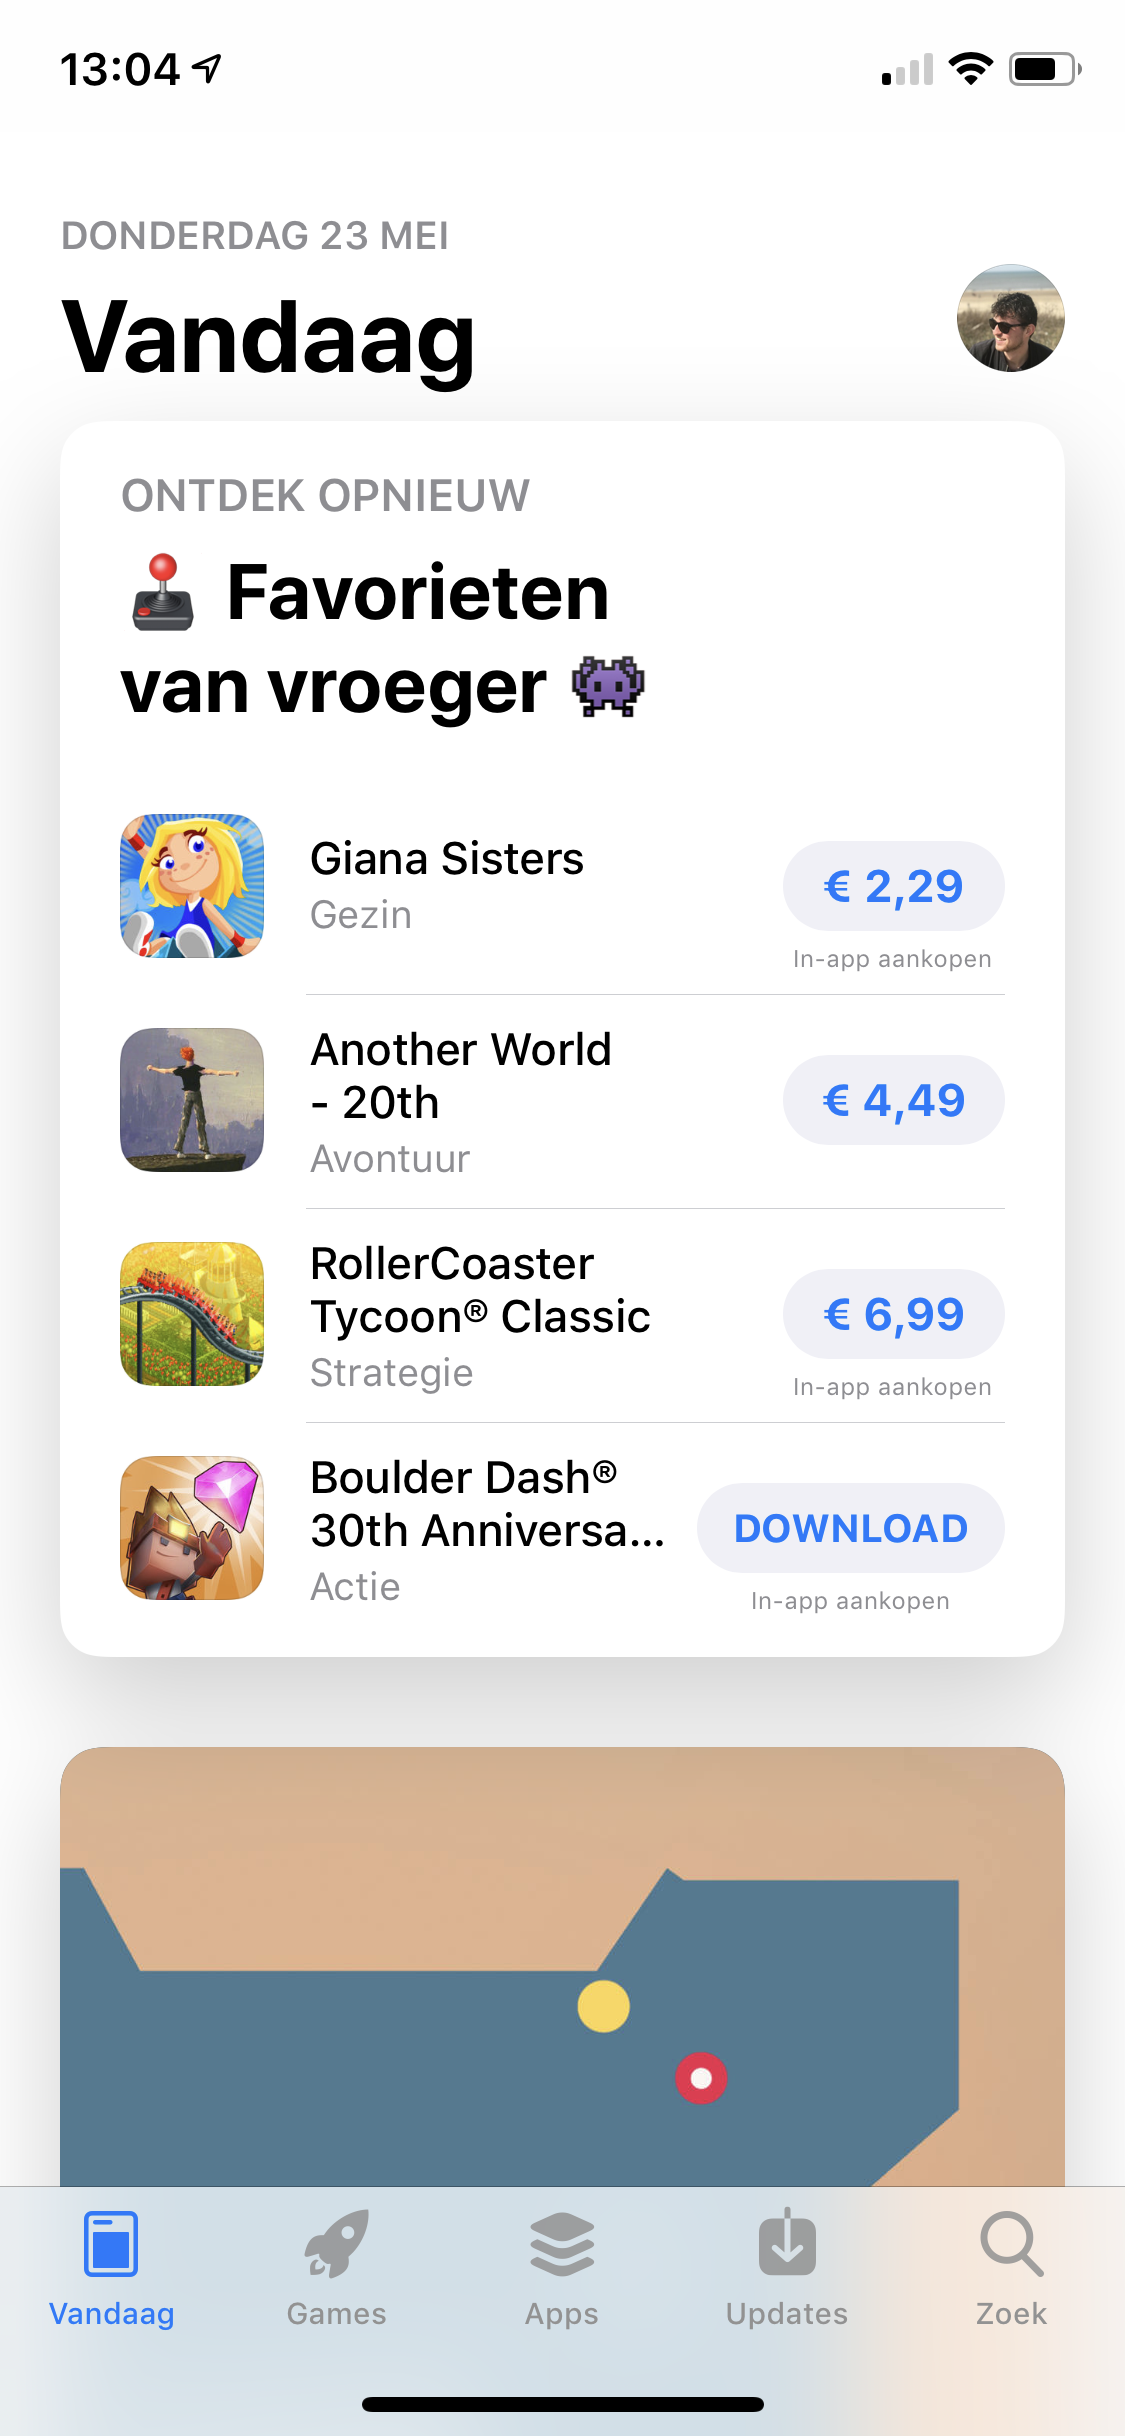 13:04
DONDERDAG 23 MEI
Vandaag
ONTDEK OPNIEUW
🕹 Favorieten
van vroeger 👾
Giana Sisters
Gezin
€ 2,29
In-app aankopen
Another World
- 20th
Avontuur
€ 4,49
RollerCoaster
Tycoon® Classic
Strategie
€ 6,99
In-app aankopen
Boulder Dash®
30th Anniversa...
Actie
DOWNLOAD
In-app aankopen
Vandaag
Games
Apps
Updates
Zoek